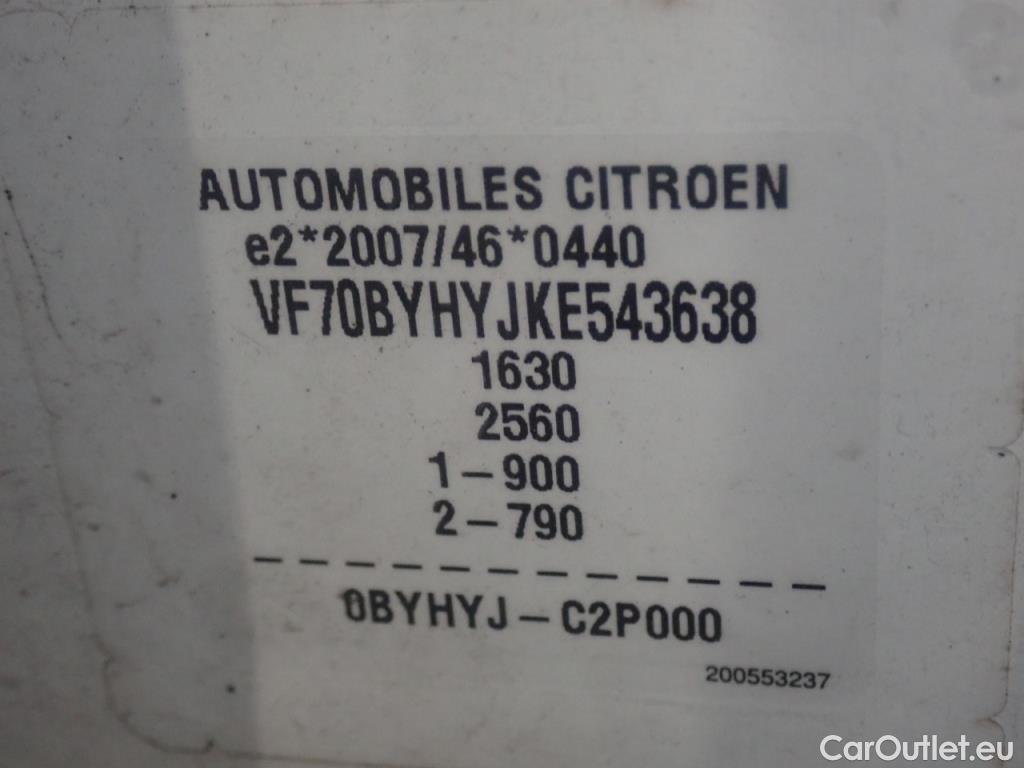 AUTOMOBILES CITROEN
e2*2007/46*0440
VF70BYHYJKE543638
1630
2560
1-900
2-790
0BYHYJ-C2P000
200553237
CarOutlet.eu